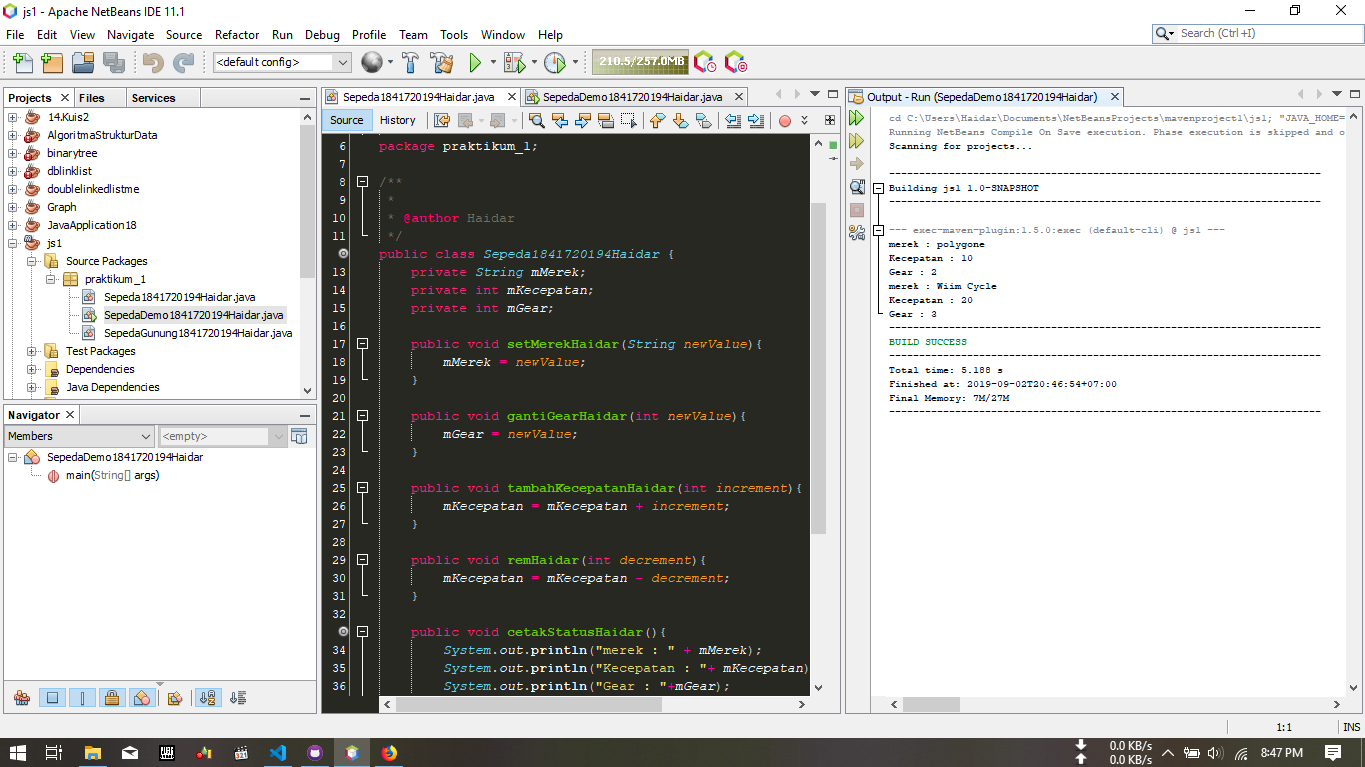 js1 - Apache NetBeans IDE 11.1
File Edit View Navigate Source Refactor Run Debug Profile Team Tools Window Help
Search (Ctrl+I)
<default config>
210.5/257.0MB
Projects Files Services
14.Kuis2
AlgoritmaStrukturData
binarytree
dblinklist
doublelinkedlistme
Graph
JavaApplication18
js1
Source Packages
praktikum_1
Sepeda1841720194Haidar.java
SepedaDemo1841720194Haidar.java
SepedaGunung1841720194Haidar.java
Test Packages
Dependencies
Java Dependencies
Navigator
Members
<empty>
SepedaDemo1841720194Haidar
main(String[] args)
Sepeda1841720194Haidar.java SepedaDemo1841720194Haidar.java
Source History
6 package praktikum_1;
7
8 /**
9 *
10 * @author Haidar
11 */
public class Sepeda1841720194Haidar {
13 private String mMerek;
14 private int mKecepatan;
15 private int mGear;
16
17 public void setMerekHaidar(String newValue){
18 mMerek = newValue;
19 }
20
21 public void gantiGearHaidar(int newValue){
22 mGear = newValue;
23 }
24
25 public void tambahKecepatanHaidar(int increment){
26 mKecepatan = mKecepatan + increment;
27 }
28
29 public void remHaidar(int decrement){
30 mKecepatan = mKecepatan - decrement;
31 }
32
public void cetakStatusHaidar(){
34 System.out.println("merek : " + mMerek);
35 System.out.println("Kecepatan : "+ mKecepatan)
36 System.out.println("Gear : "+mGear);
Output - Run (SepedaDemo1841720194Haidar)
cd C:\Users\Haidar\Documents\NetBeansProjects\mavenproject1\js1; "JAVA_HOME=
Running NetBeans Compile On Save execution. Phase execution is skipped and o
Scanning for projects...
------------------------------------------------------------------------
Building js1 1.0-SNAPSHOT
------------------------------------------------------------------------
--- exec-maven-plugin:1.5.0:exec (default-cli) @ js1 ---
merek : polygone
Kecepatan : 10
Gear : 2
merek : Wiim Cycle
Kecepatan : 20
Gear : 3
------------------------------------------------------------------------
BUILD SUCCESS
------------------------------------------------------------------------
Total time: 5.188 s
Finished at: 2019-09-02T20:46:54+07:00
Final Memory: 7M/27M
------------------------------------------------------------------------
1:1 INS
0.0 KB/s
0.0 KB/s
8:47 PM